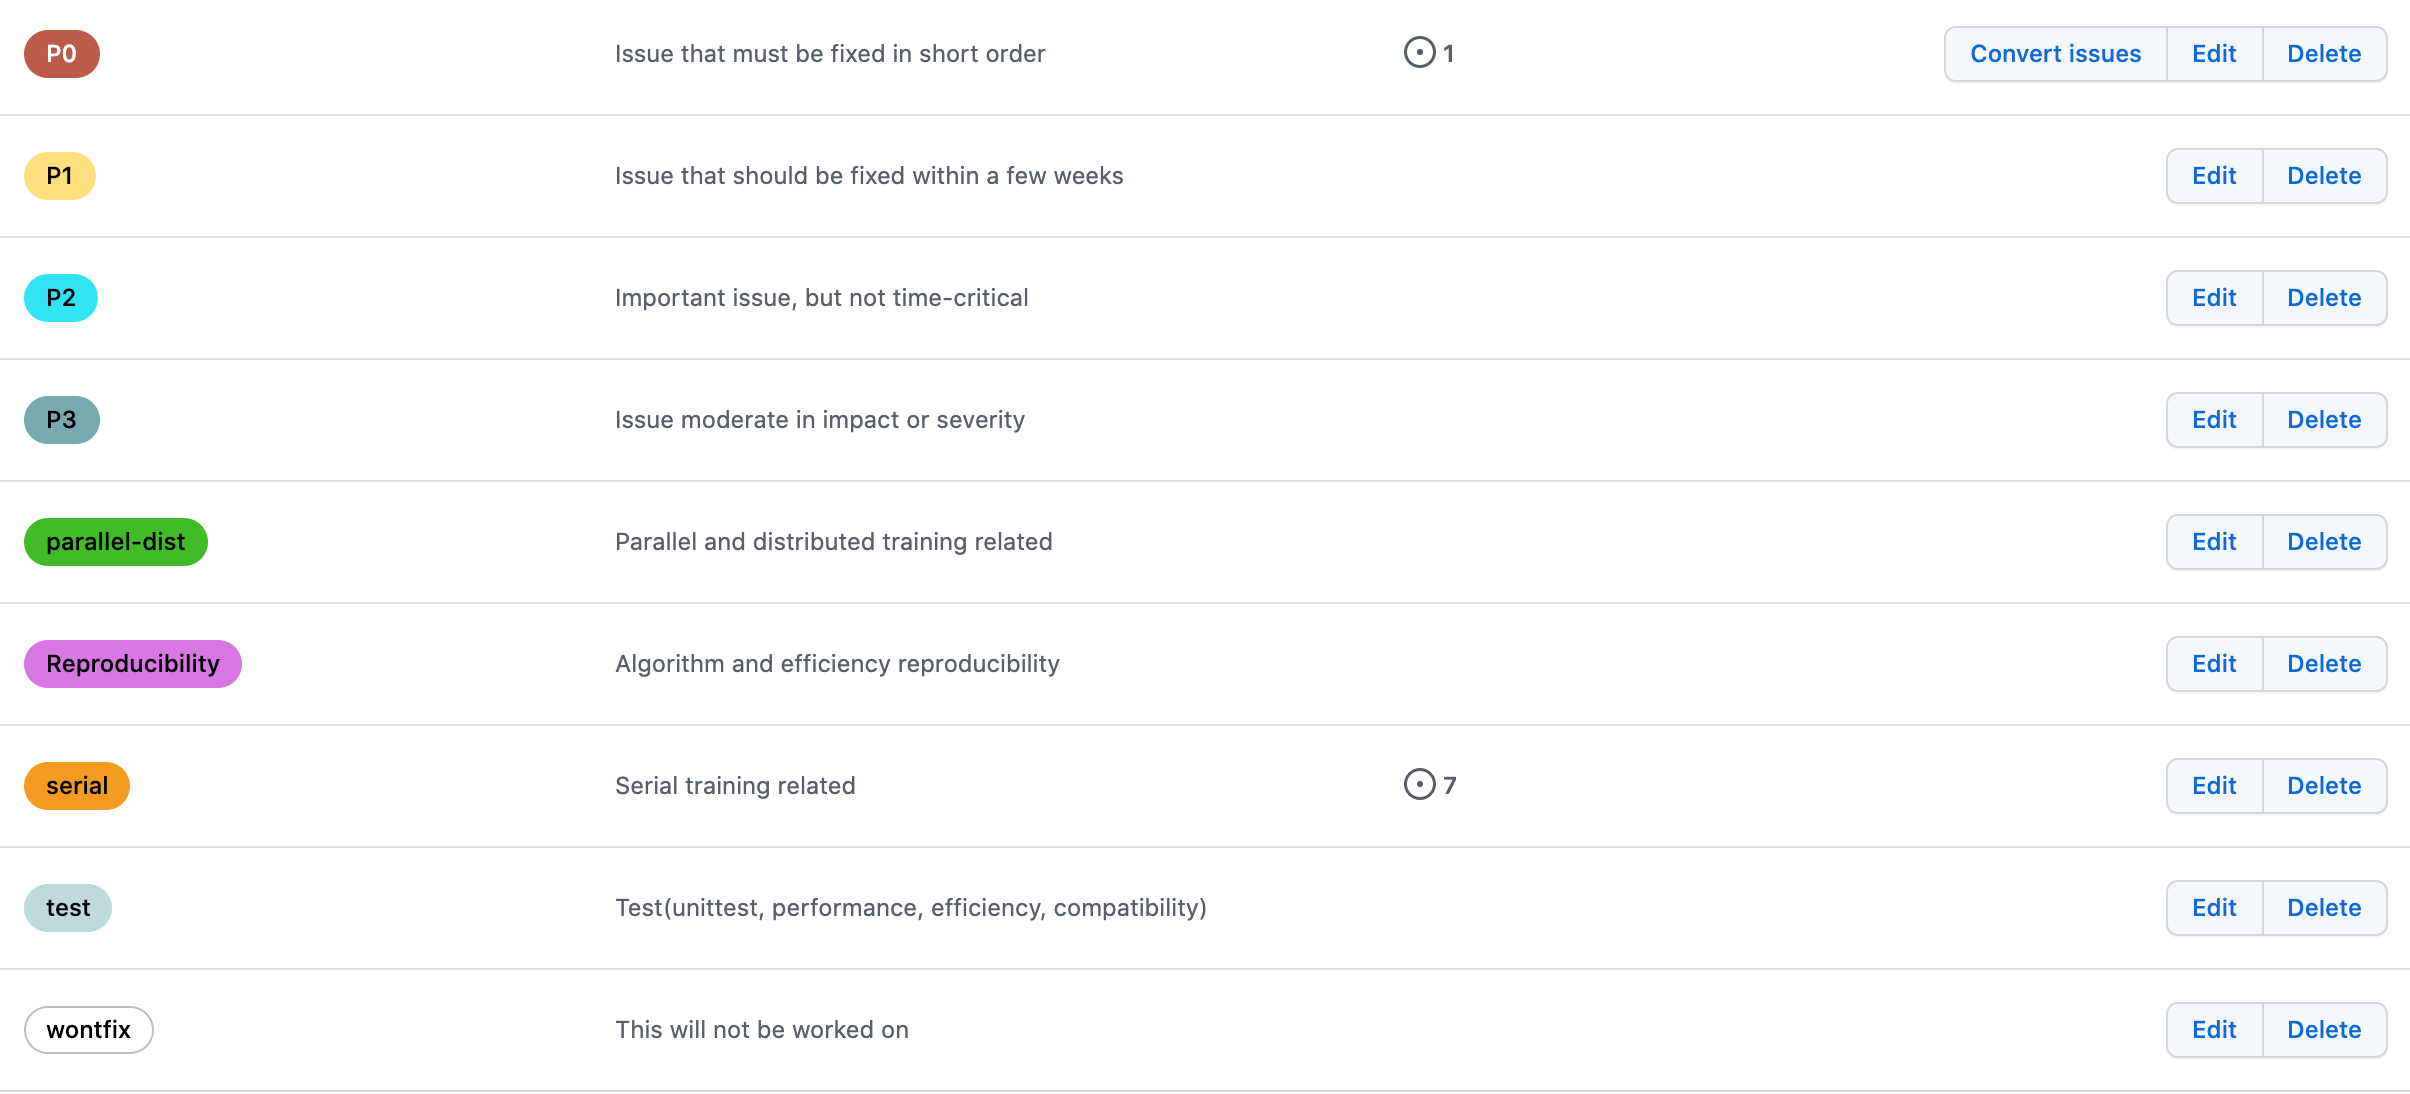 P0 Issue that must be fixed in short order 1 Convert issues Edit Delete
P1 Issue that should be fixed within a few weeks Edit Delete
P2 Important issue, but not time-critical Edit Delete
P3 Issue moderate in impact or severity Edit Delete
parallel-dist Parallel and distributed training related Edit Delete
Reproducibility Algorithm and efficiency reproducibility Edit Delete
serial Serial training related 7 Edit Delete
test Test(unittest, performance, efficiency, compatibility) Edit Delete
wontfix This will not be worked on Edit Delete